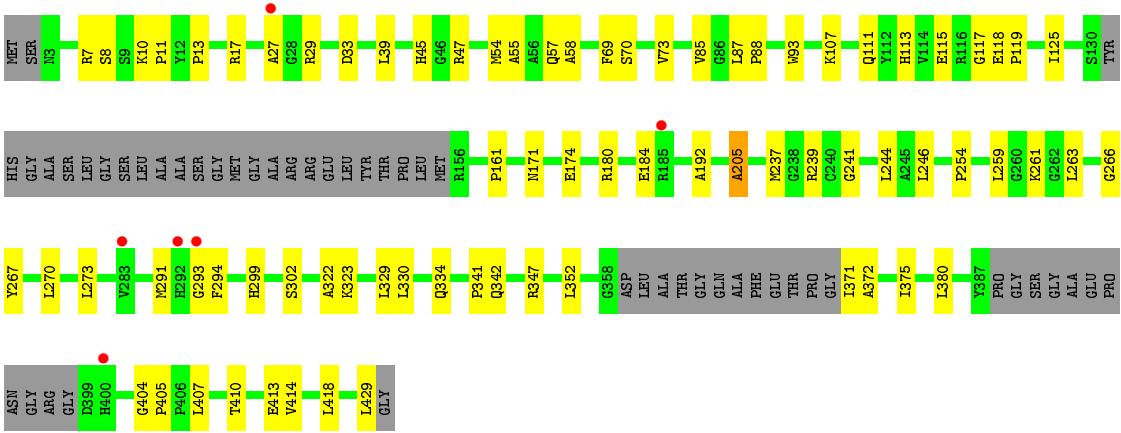 MET SER N3 R7 S8 S9 K10 P11 Y12 P13 R17 A27 G28 R29 D33 L39 H45 G46 R47 M54 A55 A56 Q57 A58 F69 S70 V73 V85 G86 L87 P88 W93 K107 Q111 Y112 H113 V114 E115 R116 G117 E118 P119 I125 S130 TYR
HIS GLY ALA SER LEU GLY SER LEU ALA ALA SER GLY MET GLY ALA ARG ARG GLU LEU TYR THR PRO LEU MET R156 P161 N171 E174 R180 E184 R185 A192 A205 M237 G238 R239 C240 G241 L244 A245 L246 P254 L259 G260 K261 G262 L263 G266
Y267 L270 L273 V283 M291 H292 G293 F294 H299 S302 A322 K323 L329 L330 Q334 P341 Q342 R347 L352 G358 ASP LEU ALA THR GLY GLN ALA PHE GLU THR PRO GLY I371 A372 I375 L380 Y387 PRO GLY SER GLY ALA GLU PRO
ASN GLY ARG GLY D399 H400 G404 P405 P406 L407 T410 E413 V414 L418 L429 GLY